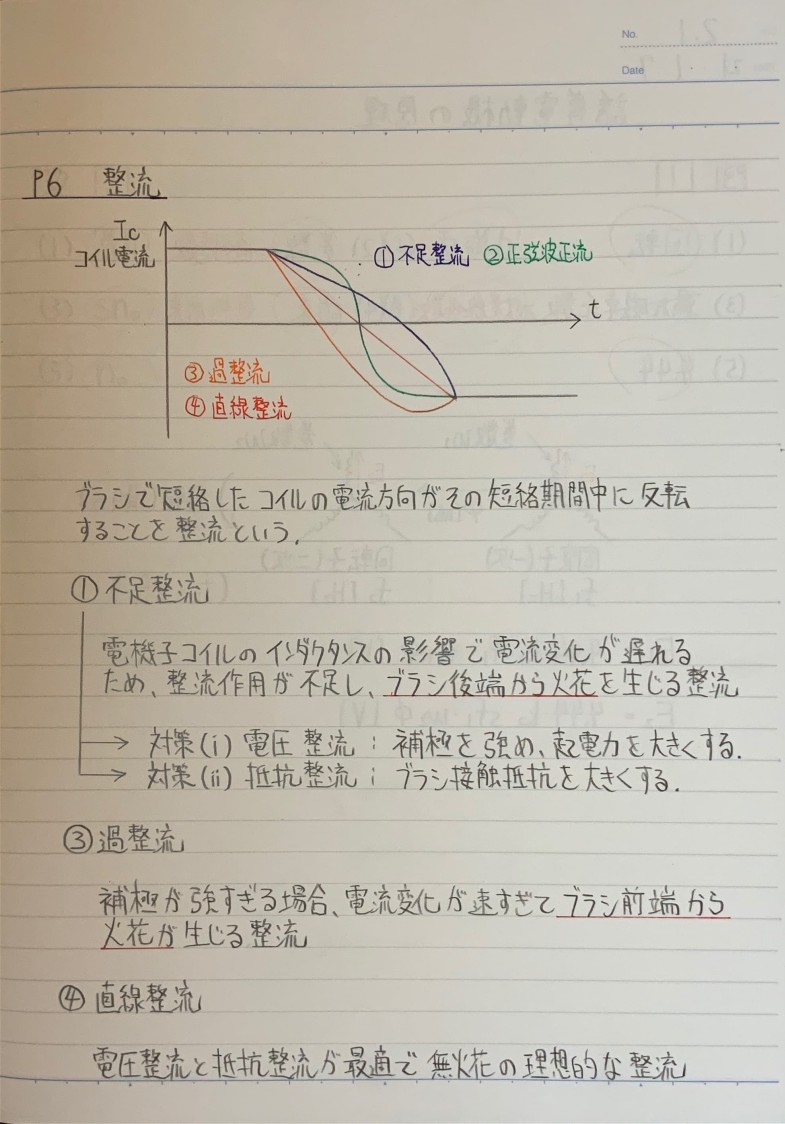 No.
Date
P6 整流
Ic
コイル電流
①不足整流 ②正弦波正流
t
③過整流
④直線整流
ブラシで短絡したコイルの電流方向がその短絡期間中に反転
することを整流という.
①不足整流
電機子コイルのインダクタンスの影響で電流変化が遅れる
ため、整流作用が不足し、ブラシ後端から火花を生じる整流
→ 対策(i) 電圧整流:補極を強め、起電力を大きくする.
→ 対策(ii) 抵抗整流:ブラシ接触抵抗を大きくする.
③過整流
補極が強すぎる場合、電流変化が速すぎてブラシ前端から
火花が生じる整流
④直線整流
電圧整流と抵抗整流が最適で無火花の理想的な整流